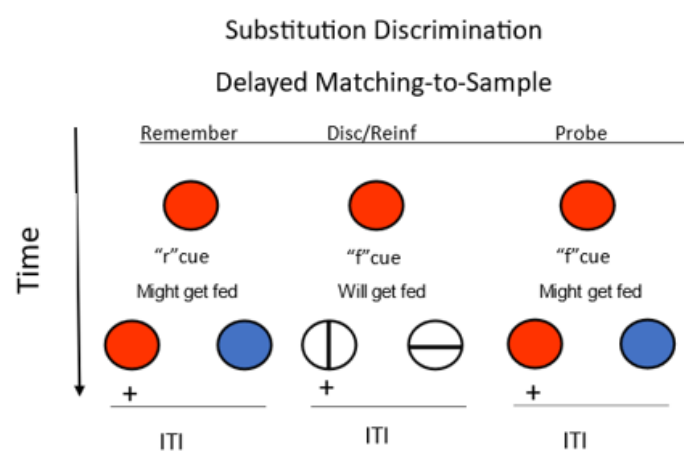 Substitution Discrimination
Delayed Matching-to-Sample
Time
Remember Disc/Reinf Probe
“r”cue “f”cue “f”cue
Might get fed Will get fed Might get fed
+ + +
ITI ITI ITI